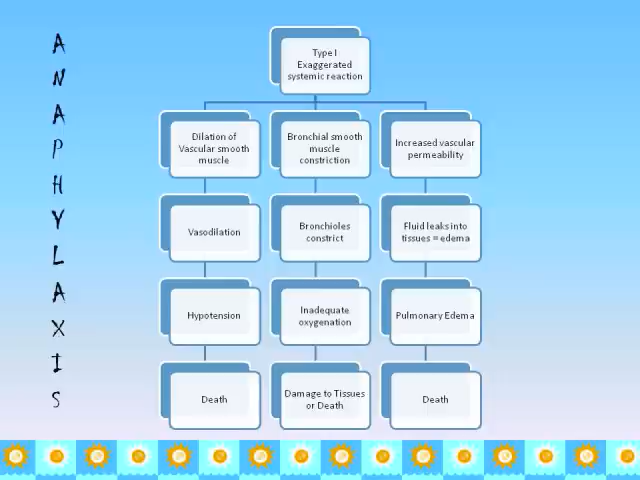 A
N
A
P
H
Y
L
A
X
I
S
Type I
Exaggerated
systemic reaction
Dilation of
Vascular smooth
muscle
Bronchial smooth
muscle
constriction
Increased vascular
permeability
Vasodilation
Bronchioles
constrict
Fluid leaks into
tissues = edema
Hypotension
Inadequate
oxygenation
Pulmonary Edema
Death
Damage to Tissues
or Death
Death